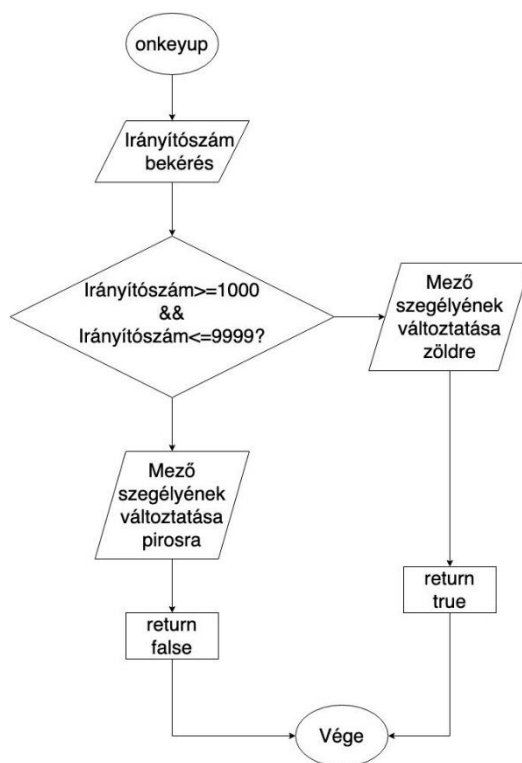 onkeyup
Irányítószám
bekérés
Irányítószám>=1000
&&
Irányítószám<=9999?
Mező
szegélyének
változtatása
zöldre
Mező
szegélyének
változtatása
pirosra
return
true
return
false
Vége